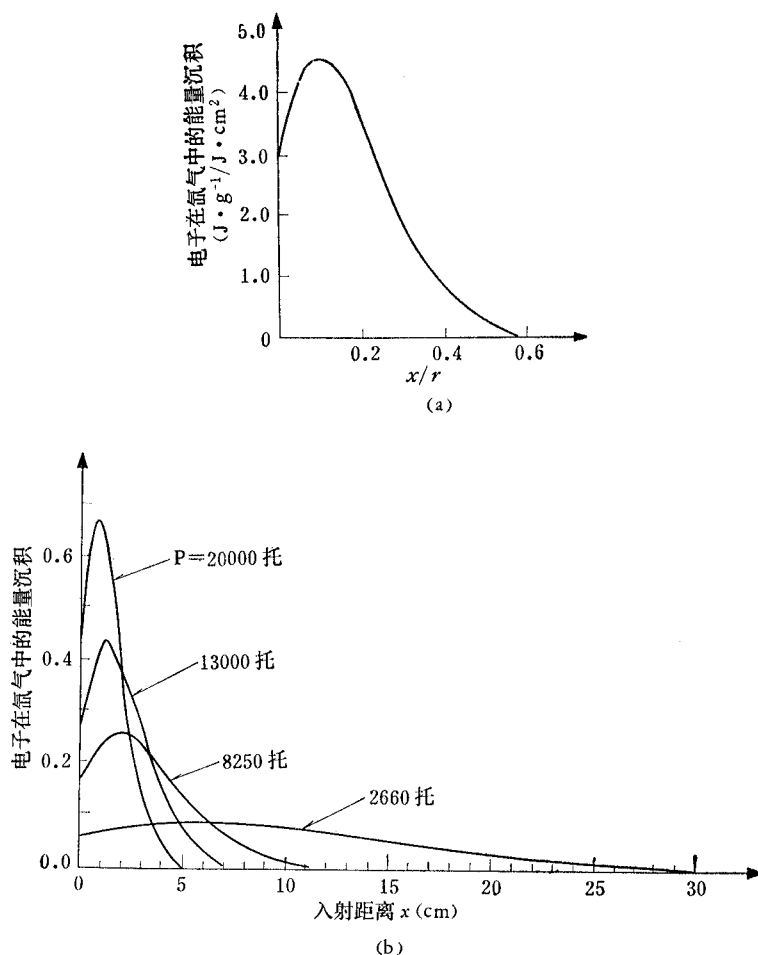 电子在氙气中的能量沉积
(J·g⁻¹/J·cm²)
5.0
4.0
3.0
2.0
1.0
0
0.2
0.4
0.6
x/r
(a)
电子在氙气中的能量沉积
0.6
0.4
0.2
0.0
P=20000 托
13000 托
8250 托
2660 托
0
5
10
15
20
25
30
入射距离 x (cm)
(b)